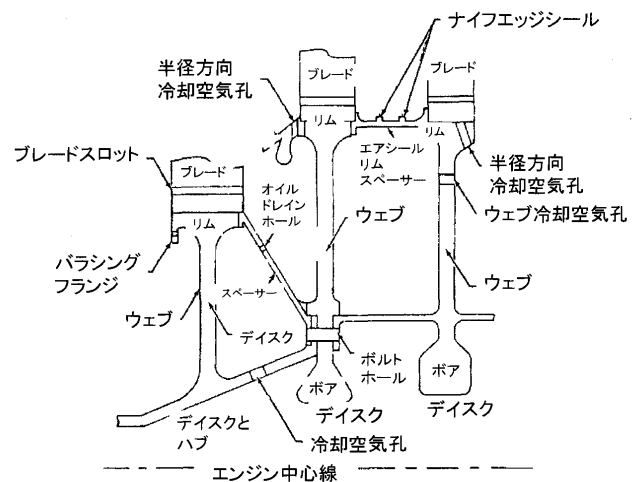 ナイフエッジシール
半径方向
冷却空気孔
ブレード
ブレード
リム
リム
エアシール
リム
スペーサー
半径方向
冷却空気孔
ブレードスロット
ブレード
オイル
ドレイン
ホール
ウェブ
ウェブ冷却空気孔
リム
バラシング
フランジ
スペーサー
ウェブ
ウェブ
デイスク
ボルト
ホール
ボア
ボア
デイスク
デイスク
デイスクと
ハブ
冷却空気孔
エンジン中心線